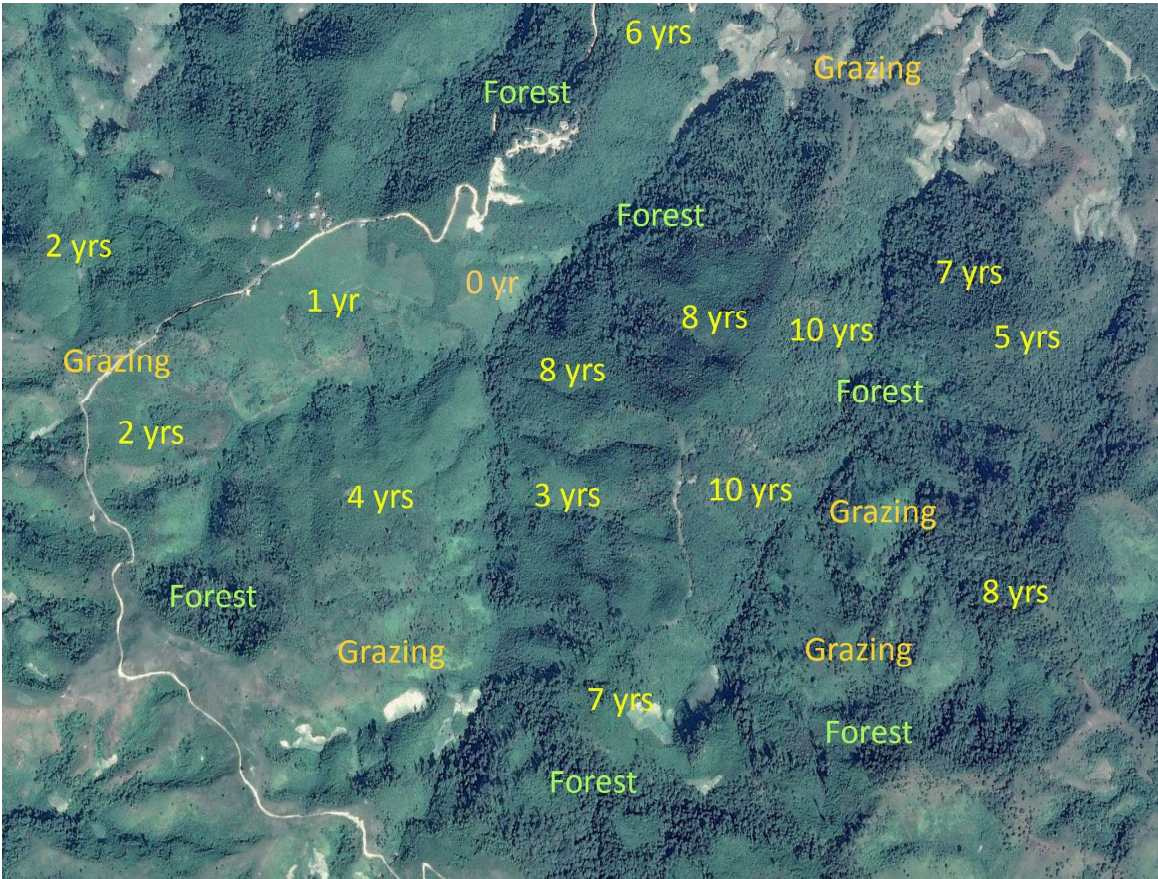 6 yrs
Grazing
Forest
Forest
2 yrs
7 yrs
0 yr
1 yr
8 yrs
10 yrs
5 yrs
Grazing
8 yrs
Forest
2 yrs
4 yrs
3 yrs
10 yrs
Grazing
Forest
8 yrs
Grazing
Grazing
7 yrs
Forest
Forest